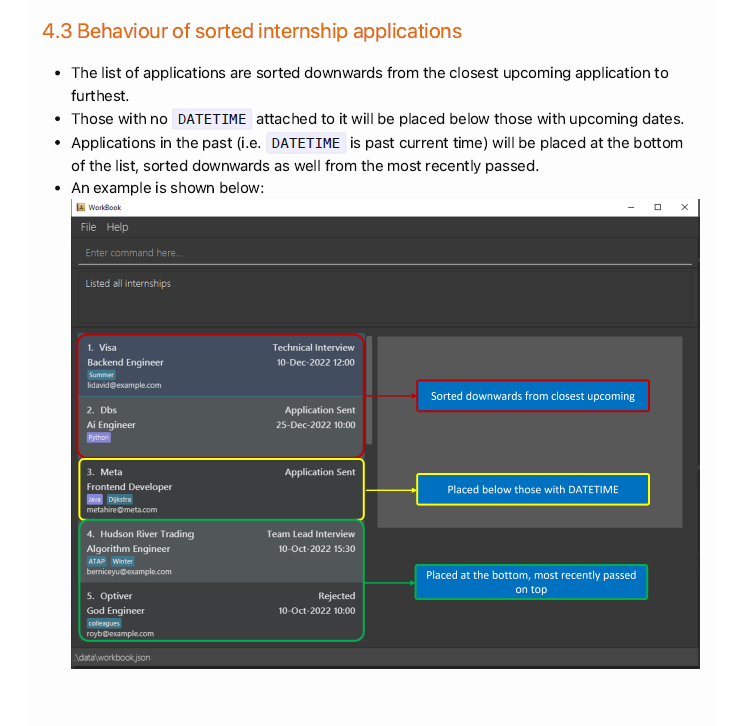 4.3 Behaviour of sorted internship applications
• The list of applications are sorted downwards from the closest upcoming application to
furthest.
• Those with no DATETIME attached to it will be placed below those with upcoming dates.
• Applications in the past (i.e. DATETIME is past current time) will be placed at the bottom
of the list, sorted downwards as well from the most recently passed.
• An example is shown below:
WorkBook
File Help
Enter command here...
Listed all internships
1. Visa Technical Interview
Backend Engineer 10-Dec-2022 12:00
Summer
lidavid@example.com
Sorted downwards from closest upcoming
2. Dbs Application Sent
Ai Engineer 25-Dec-2022 10:00
Python
3. Meta Application Sent
Frontend Developer
Java Dijkstra
metahire@meta.com
Placed below those with DATETIME
4. Hudson River Trading Team Lead Interview
Algorithm Engineer 10-Oct-2022 15:30
ATAP Winter
berniceyu@example.com
Placed at the bottom, most recently passed
on top
5. Optiver Rejected
God Engineer 10-Oct-2022 10:00
colleagues
royb@example.com
.\data\workbook.json